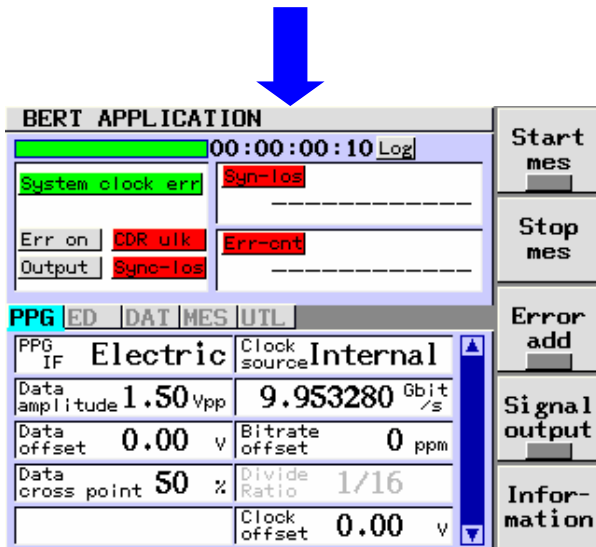 BERT APPLICATION
00:00:00:10 Log
System clock err
Syn-los
-------------
Err on CDR ulk
Err-cnt
Output Sync-los
-------------
PPG ED DAT MES UTL
PPG IF Electric
Clock source Internal
Data amplitude 1.50 Vpp
9.953280 Gbit/s
Data offset 0.00 V
Bitrate offset 0 ppm
Data cross point 50 %
Divide Ratio 1/16
Clock offset 0.00 V
Start
mes
Stop
mes
Error
add
Signal
output
Infor-
mation